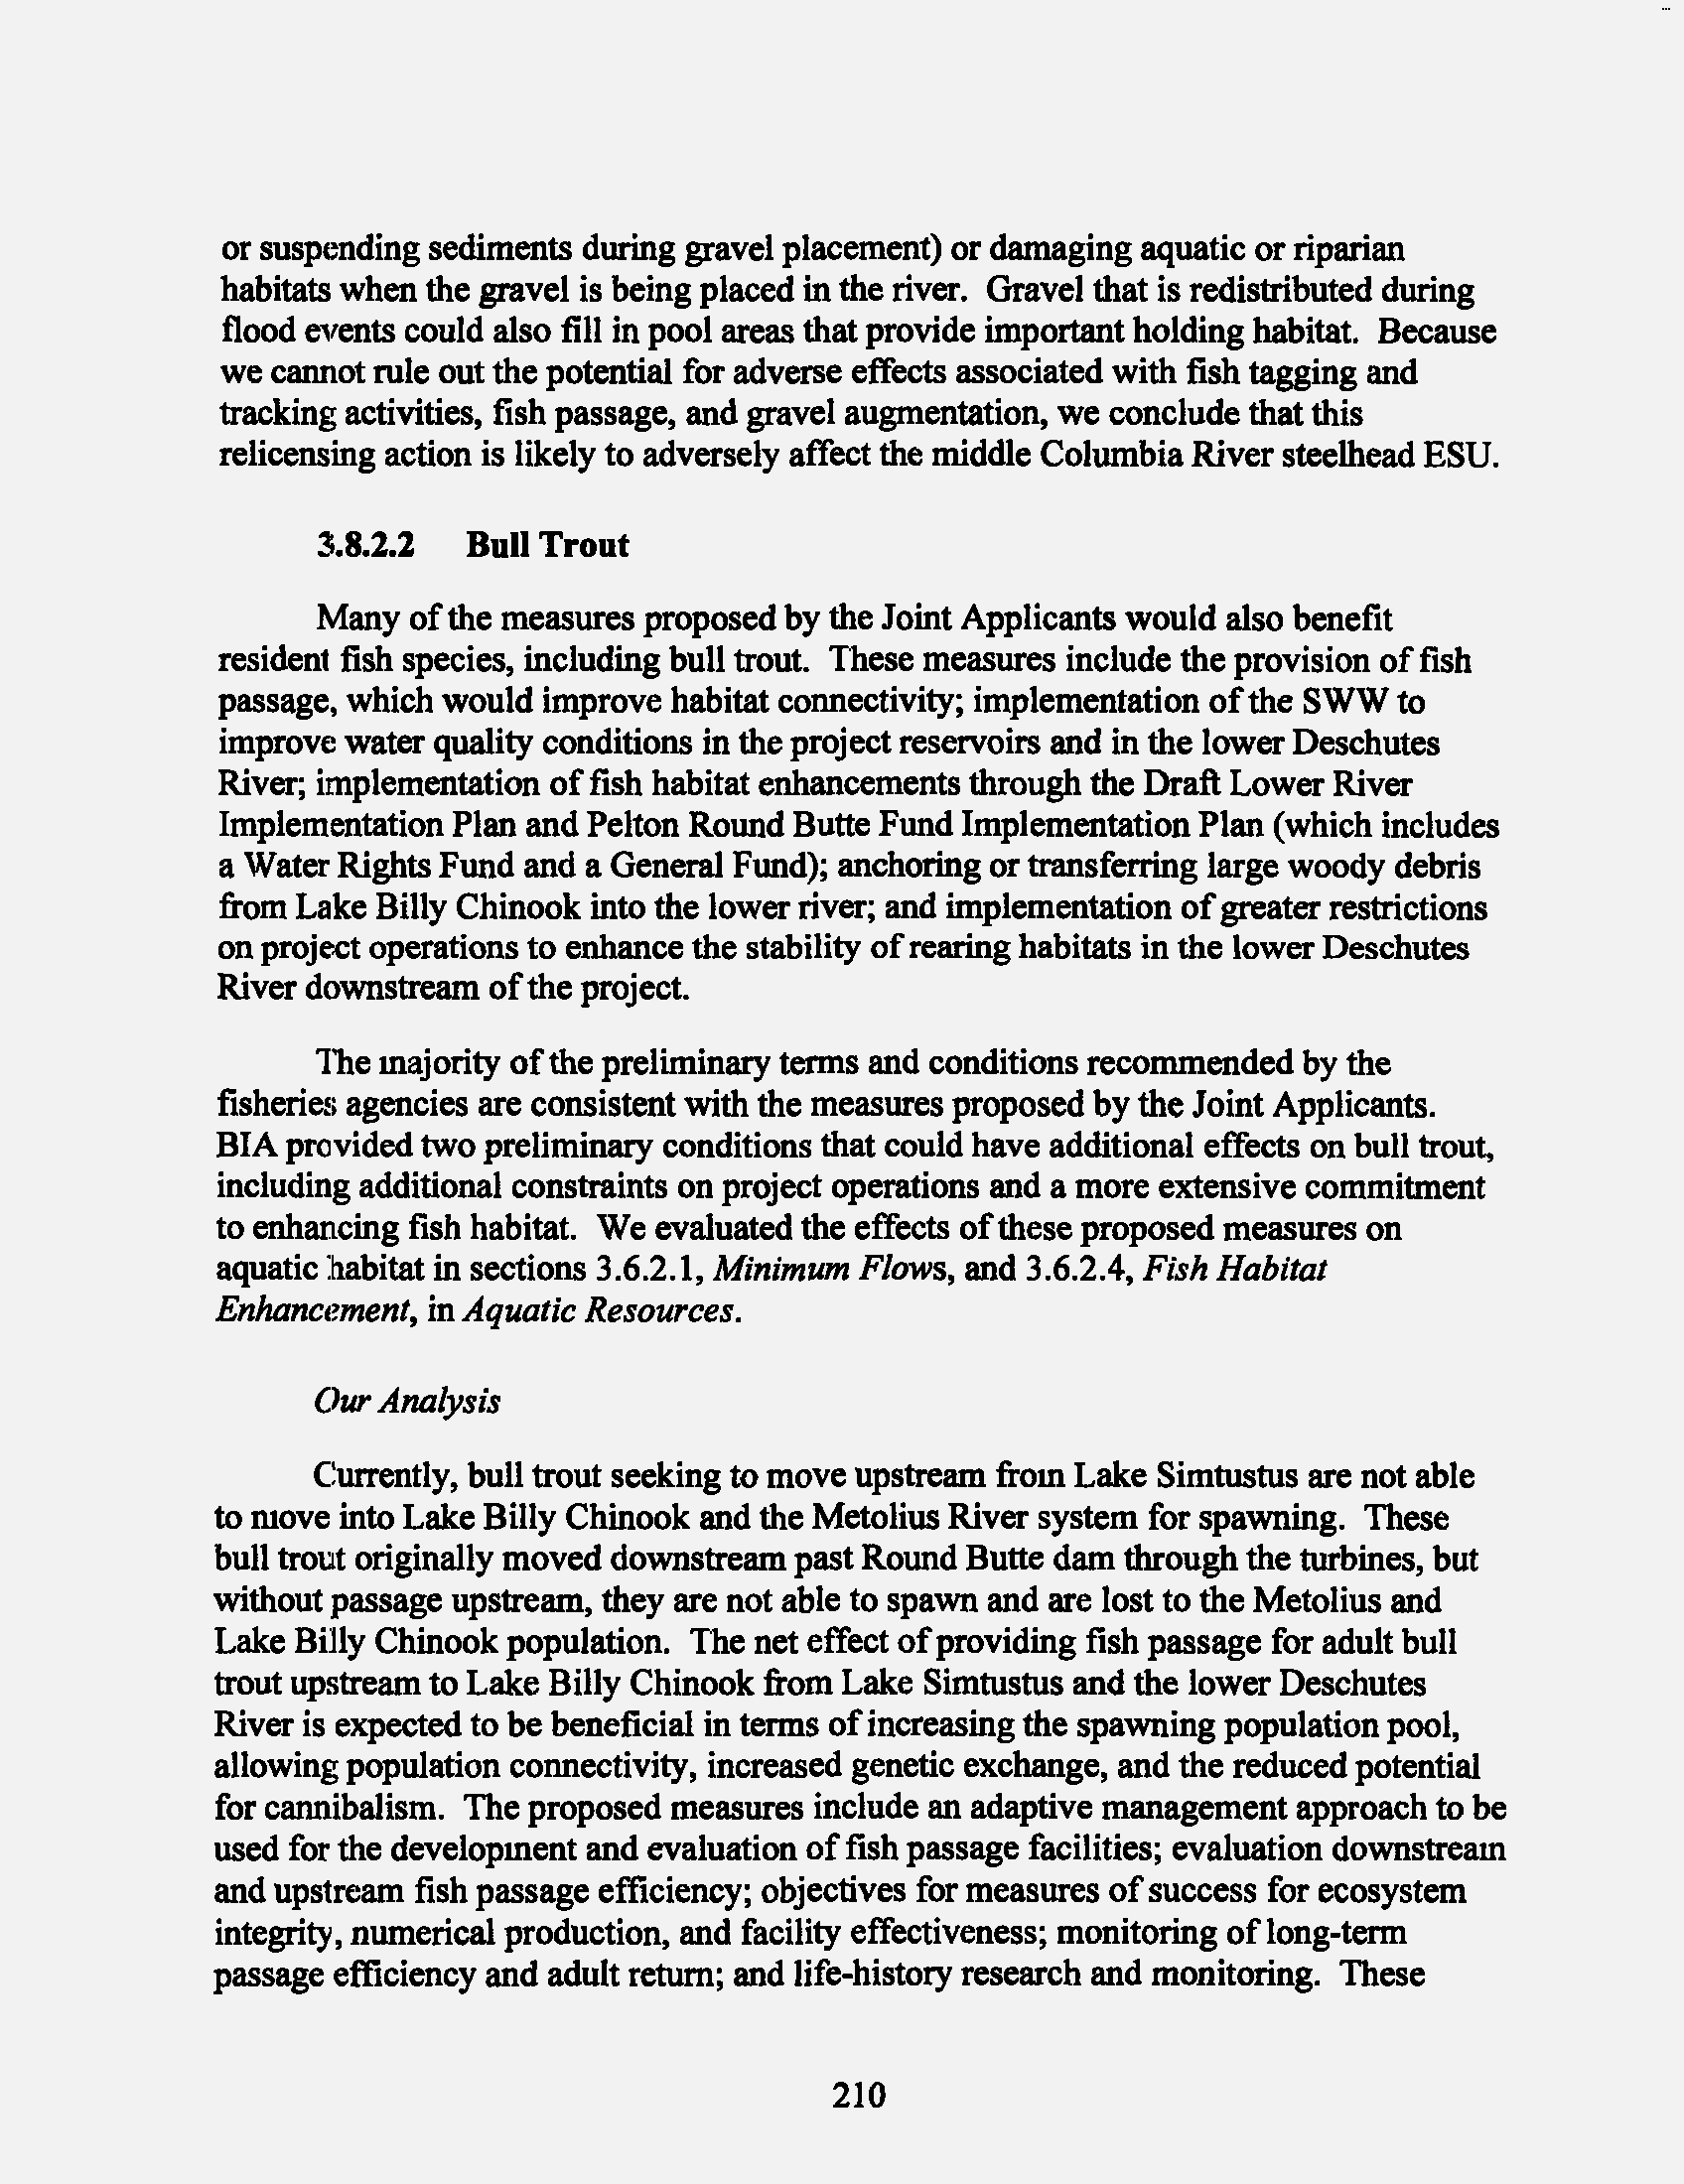 or suspending sediments during gravel placement) or damaging aquatic or riparian
habitats when the gravel is being placed in the river. Gravel that is redistributed during
flood events could also fill in pool areas that provide important holding habitat. Because
we cannot rule out the potential for adverse effects associated with fish tagging and
tracking activities, fish passage, and gravel augmentation, we conclude that this
relicensing action is likely to adversely affect the middle Columbia River steelhead ESU.
3.8.2.2 Bull Trout
Many of the measures proposed by the Joint Applicants would also benefit
resident fish species, including bull trout. These measures include the provision of fish
passage, which would improve habitat connectivity; implementation of the SWW to
improve water quality conditions in the project reservoirs and in the lower Deschutes
River; implementation of fish habitat enhancements through the Draft Lower River
Implementation Plan and Pelton Round Butte Fund Implementation Plan (which includes
a Water Rights Fund and a General Fund); anchoring or transferring large woody debris
from Lake Billy Chinook into the lower river; and implementation of greater restrictions
on project operations to enhance the stability of rearing habitats in the lower Deschutes
River downstream of the project.
The majority of the preliminary terms and conditions recommended by the
fisheries agencies are consistent with the measures proposed by the Joint Applicants.
BIA provided two preliminary conditions that could have additional effects on bull trout,
including additional constraints on project operations and a more extensive commitment
to enhancing fish habitat. We evaluated the effects of these proposed measures on
aquatic habitat in sections 3.6.2.1, Minimum Flows, and 3.6.2.4, Fish Habitat
Enhancement, in Aquatic Resources.
Our Analysis
Currently, bull trout seeking to move upstream from Lake Simtustus are not able
to move into Lake Billy Chinook and the Metolius River system for spawning. These
bull trout originally moved downstream past Round Butte dam through the turbines, but
without passage upstream, they are not able to spawn and are lost to the Metolius and
Lake Billy Chinook population. The net effect of providing fish passage for adult bull
trout upstream to Lake Billy Chinook from Lake Simtustus and the lower Deschutes
River is expected to be beneficial in terms of increasing the spawning population pool,
allowing population connectivity, increased genetic exchange, and the reduced potential
for cannibalism. The proposed measures include an adaptive management approach to be
used for the development and evaluation of fish passage facilities; evaluation downstream
and upstream fish passage efficiency; objectives for measures of success for ecosystem
integrity, numerical production, and facility effectiveness; monitoring of long-term
passage efficiency and adult return; and life-history research and monitoring. These
210